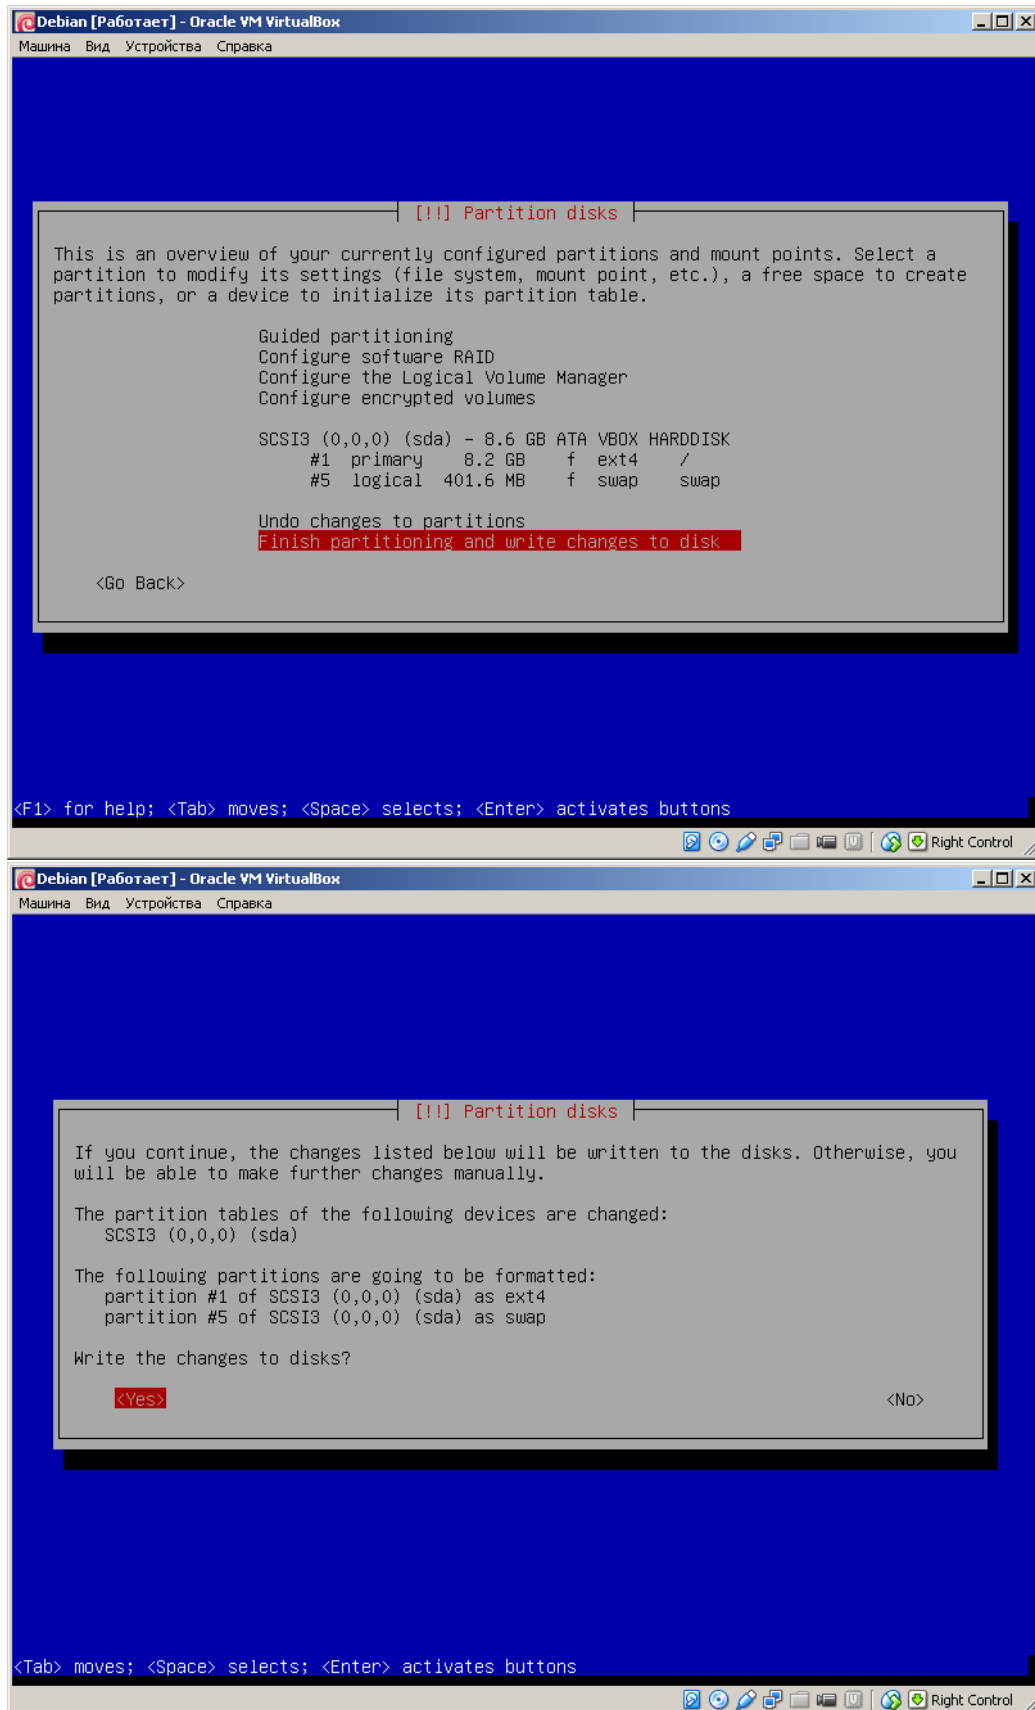 Debian [Работает] - Oracle VM VirtualBox
Машина Вид Устройства Справка
[!!] Partition disks
This is an overview of your currently configured partitions and mount points. Select a
partition to modify its settings (file system, mount point, etc.), a free space to create
partitions, or a device to initialize its partition table.
Guided partitioning
Configure software RAID
Configure the Logical Volume Manager
Configure encrypted volumes
SCSI3 (0,0,0) (sda) - 8.6 GB ATA VBOX HARDDISK
#1 primary 8.2 GB f ext4 /
#5 logical 401.6 MB f swap swap
Undo changes to partitions
Finish partitioning and write changes to disk
<Go Back>
<F1> for help; <Tab> moves; <Space> selects; <Enter> activates buttons
Right Control
Debian [Работает] - Oracle VM VirtualBox
Машина Вид Устройства Справка
[!!] Partition disks
If you continue, the changes listed below will be written to the disks. Otherwise, you
will be able to make further changes manually.
The partition tables of the following devices are changed:
SCSI3 (0,0,0) (sda)
The following partitions are going to be formatted:
partition #1 of SCSI3 (0,0,0) (sda) as ext4
partition #5 of SCSI3 (0,0,0) (sda) as swap
Write the changes to disks?
<Yes> <No>
<Tab> moves; <Space> selects; <Enter> activates buttons
Right Control